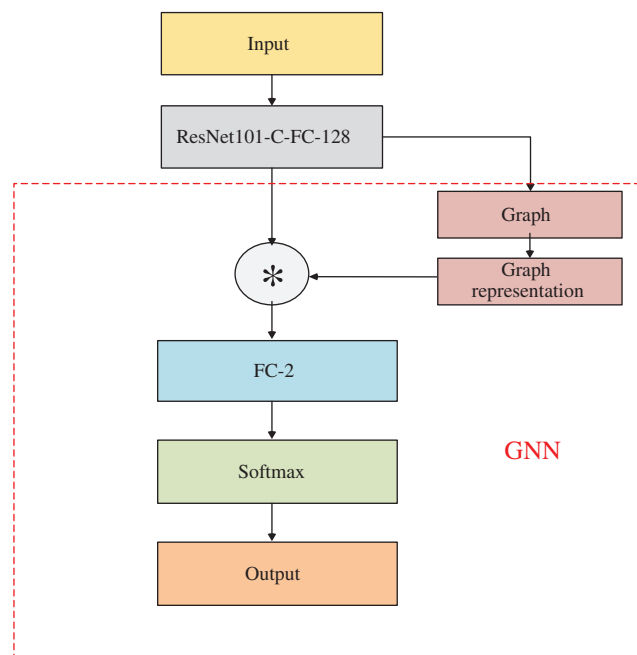 Input
ResNet101-C-FC-128
Graph
Graph
representation
*
FC-2
GNN
Softmax
Output